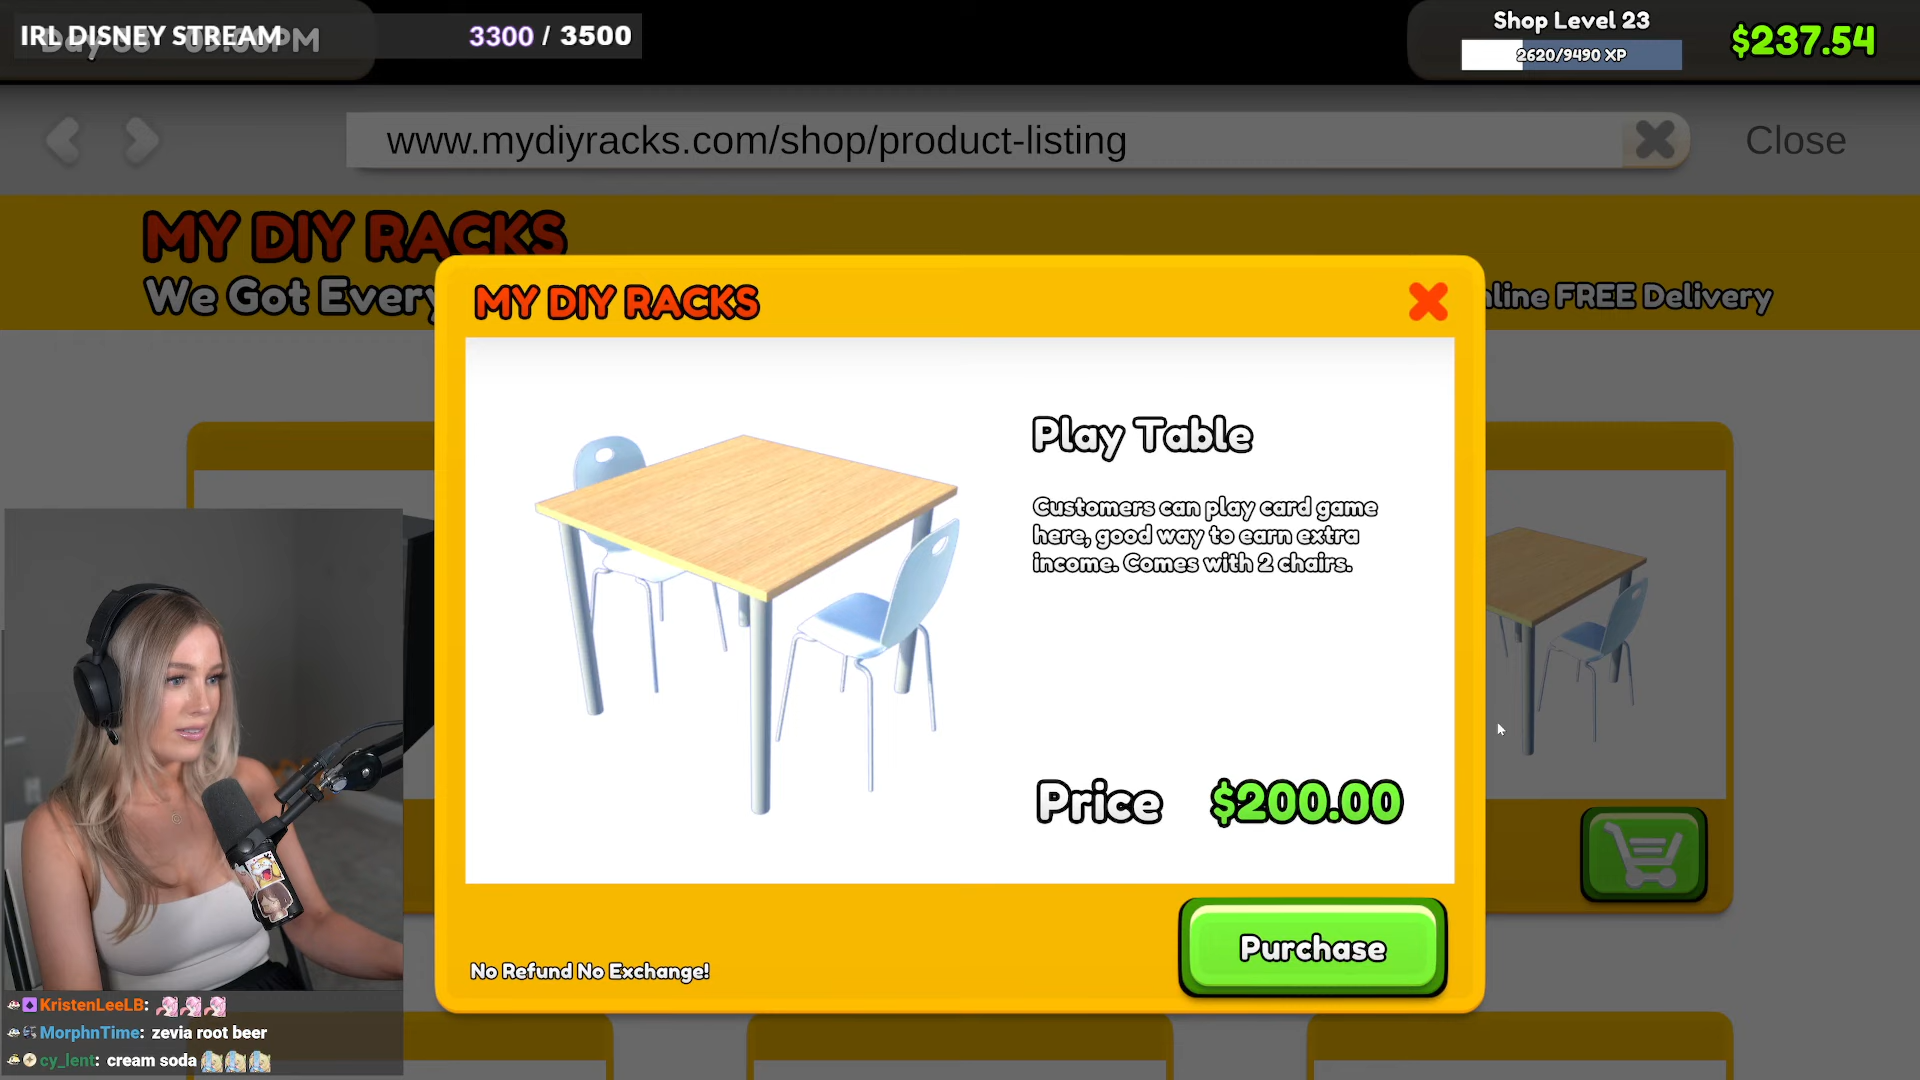 IRL DISNEY STREAM
3300 / 3500
Shop Level 23
2620/9490 XP
$237.54
www.mydiyracks.com/shop/product-listing
Close
MY DIY RACKS
We Got Every
line FREE Delivery
MY DIY RACKS
Play Table
Customers can play card game
here, good way to earn extra
income. Comes with 2 chairs.
Price $200.00
Purchase
No Refund No Exchange!
KristenLeeLB:
MorphnTime: zevia root beer
cy_lent: cream soda